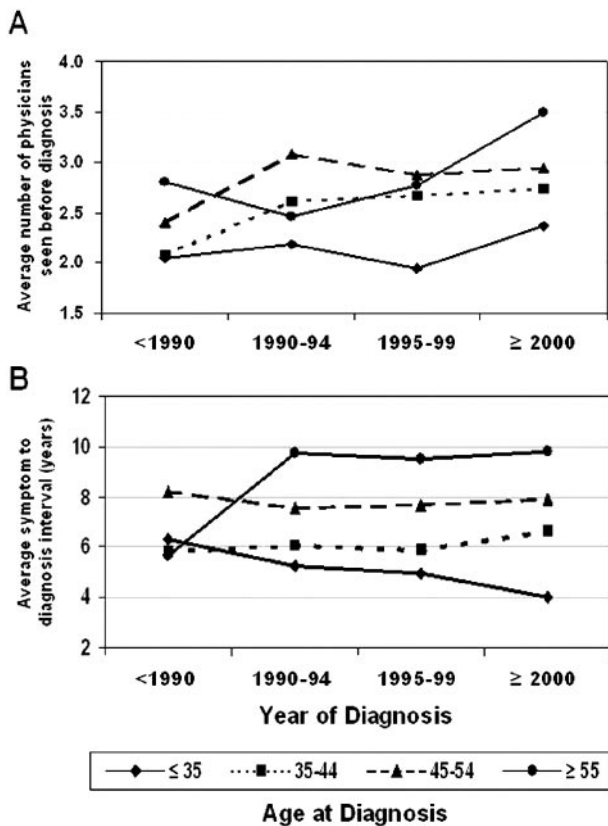 A
Average number of physicians
seen before diagnosis
4.0
3.5
3.0
2.5
2.0
1.5
<1990 1990-94 1995-99 ≥ 2000
B
Average symptom to
diagnosis interval (years)
12
10
8
6
4
2
<1990 1990-94 1995-99 ≥ 2000
Year of Diagnosis
≤ 35 35-44 45-54 ≥ 55
Age at Diagnosis